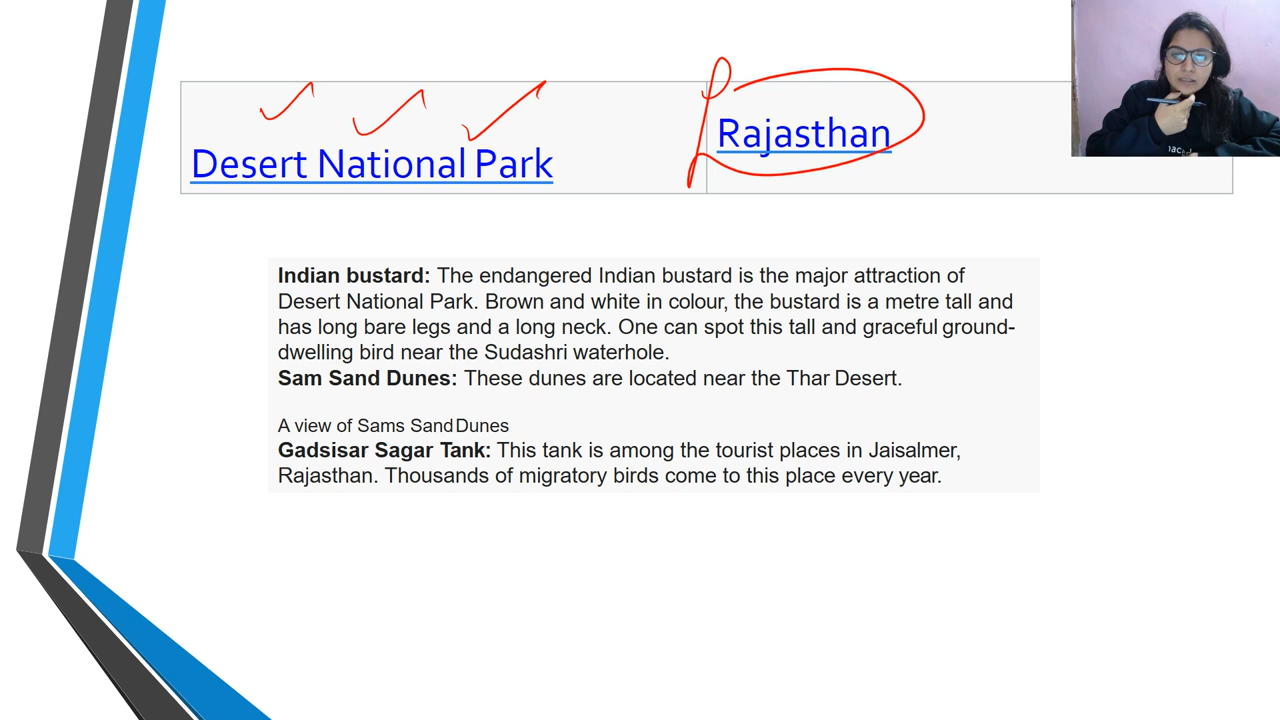 Desert National Park
Rajasthan
Indian bustard: The endangered Indian bustard is the major attraction of
Desert National Park. Brown and white in colour, the bustard is a metre tall and
has long bare legs and a long neck. One can spot this tall and graceful ground-
dwelling bird near the Sudashri waterhole.
Sam Sand Dunes: These dunes are located near the Thar Desert.
A view of Sams Sand Dunes
Gadsisar Sagar Tank: This tank is among the tourist places in Jaisalmer,
Rajasthan. Thousands of migratory birds come to this place every year.